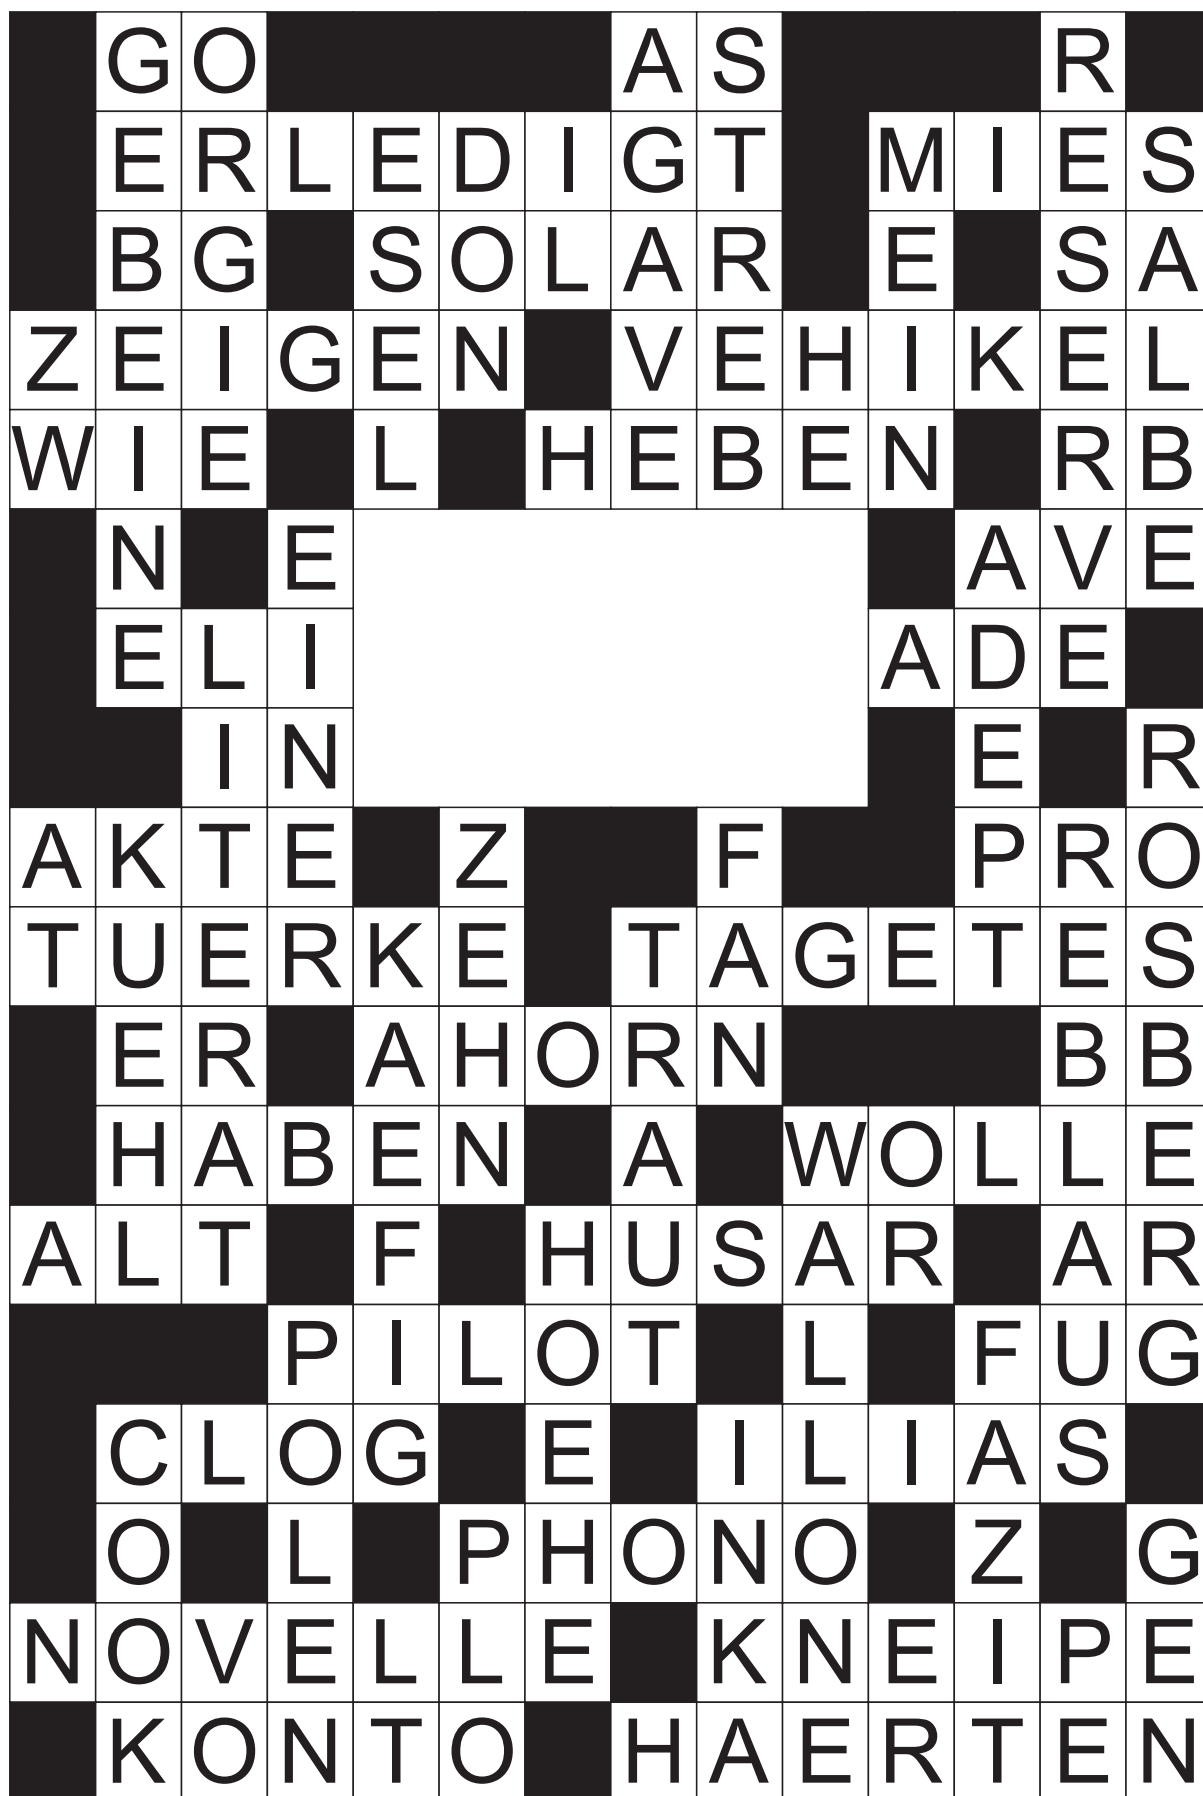 GO AS R
ERLEDIGT MIES
BG SOLAR E SA
ZEIGEN VEHIKEL
WIE L HEBEN RB
N E AVE
ELI ADE
IN E R
AKTE Z F PRO
TUERKE TAGETES
ER AHORN BB
HABEN A WOLLE
ALT F HUSAR AR
PILOT L FUG
CLOG E ILIAS
O L PHONO Z G
NOVELLE KNEIPE
KONTO HAERTEN